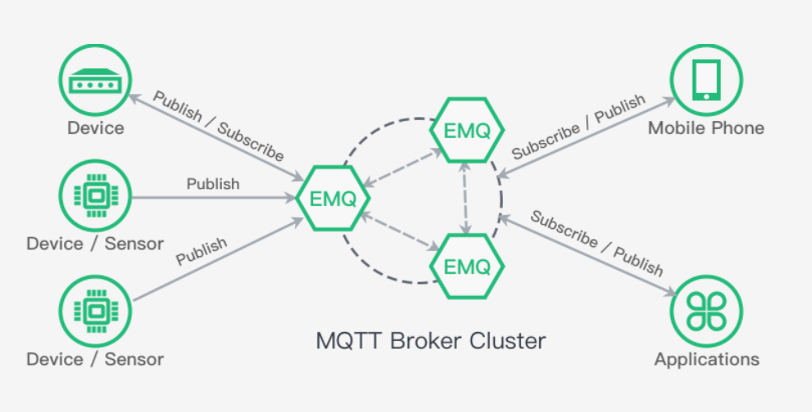 Device
Publish / Subscribe
Publish
Device / Sensor
Publish
Device / Sensor
EMQ
EMQ
EMQ
MQTT Broker Cluster
Subscribe / Publish
Mobile Phone
Subscribe / Publish
Applications